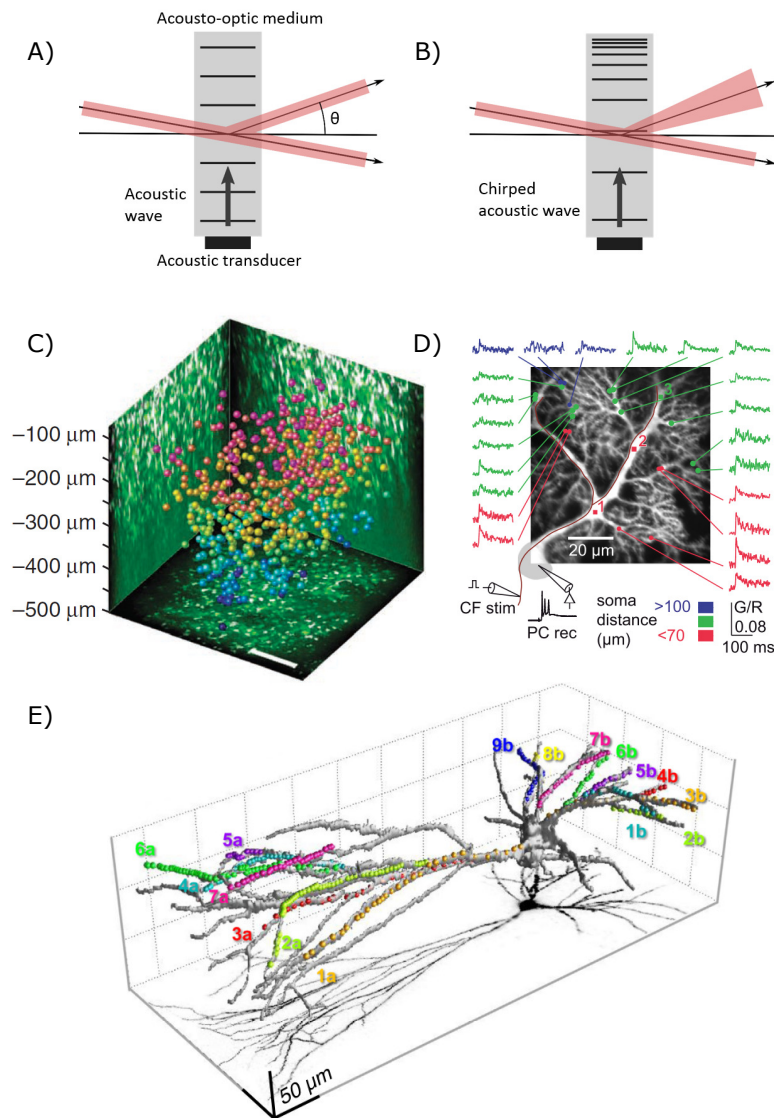 Acousto-optic medium
A)
B)
θ
Acoustic
wave
Chirped
acoustic wave
Acoustic transducer
C)
D)
–100 µm
–200 µm
–300 µm
–400 µm
–500 µm
3
2
1
20 µm
CF stim
PC rec
soma
distance
(µm)
>100
<70
G/R
0.08
100 ms
E)
9b
8b
7b
6b
5b
4b
3b
2b
1b
6a
5a
4a
7a
3a
2a
1a
50 µm